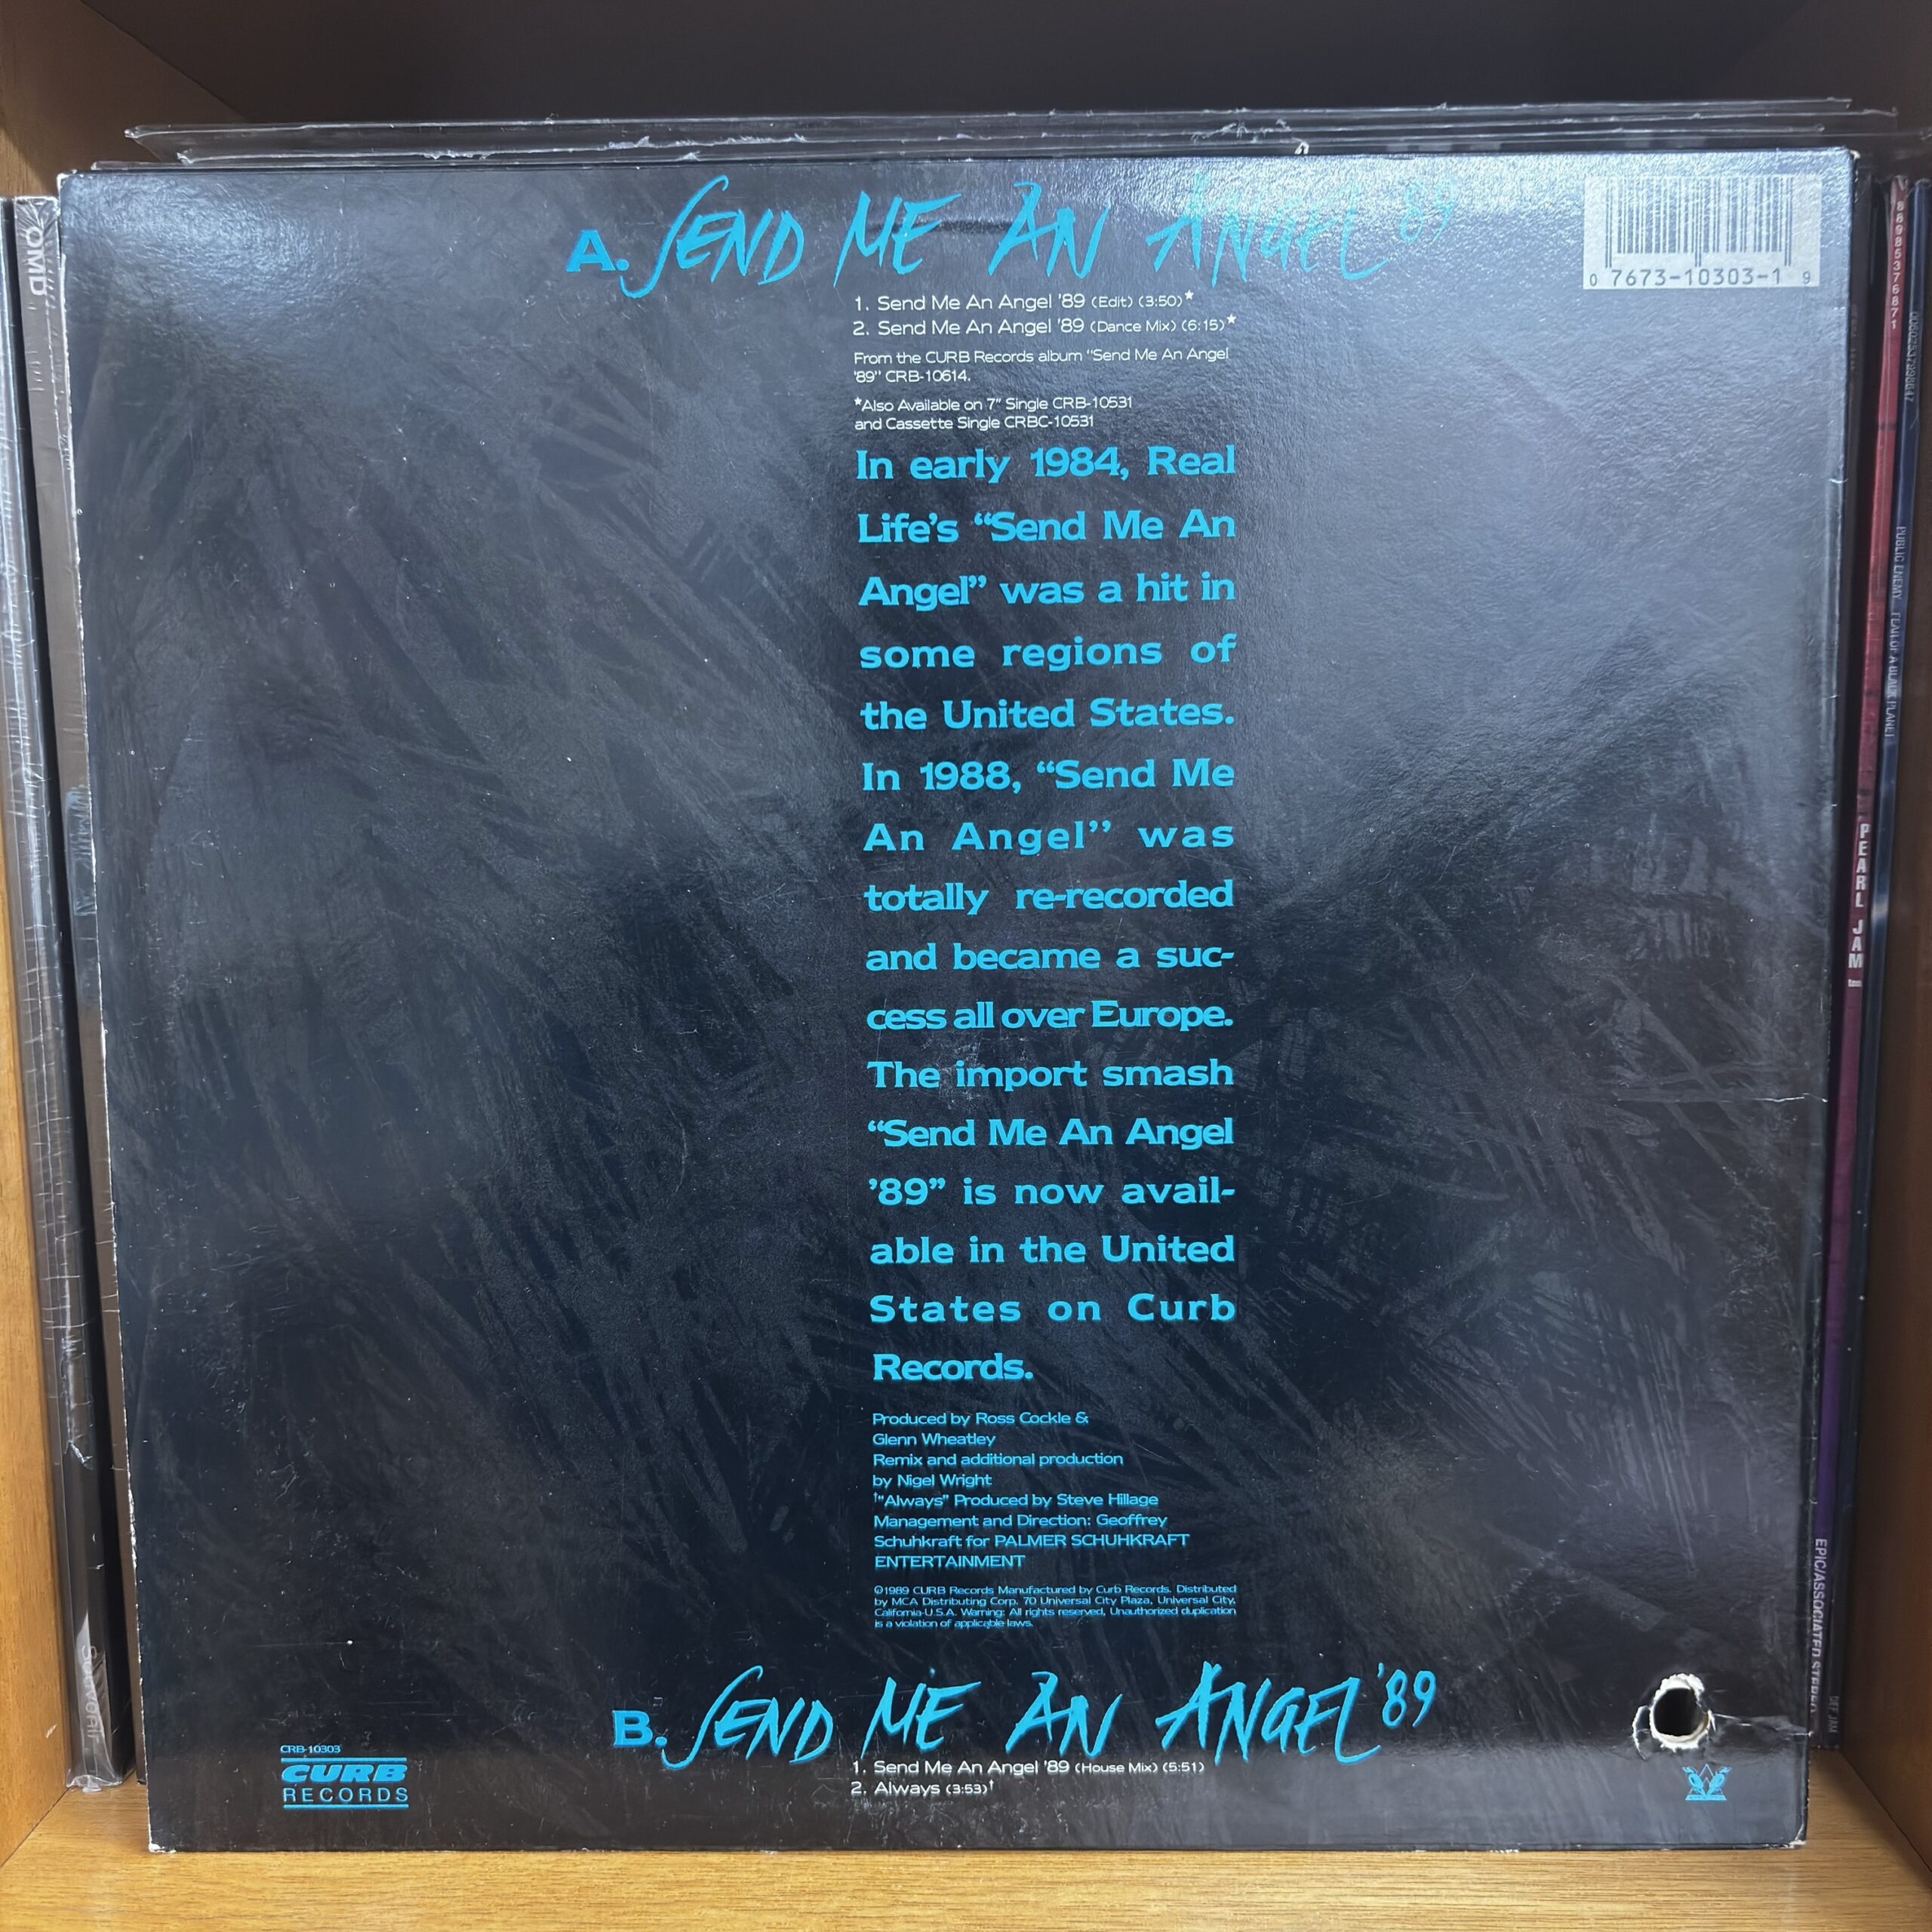 A. SEND ME AN ANGEL '89
0 7673-10303-1 9
1. Send Me An Angel '89 (Edit) (3:50)★
2. Send Me An Angel '89 (Dance Mix) (6:15)★
From the CURB Records album "Send Me An Angel
'89" CRB-10614.
★Also Available on 7" Single CRB-10531
and Cassette Single CRBC-10531
In early 1984, Real
Life's "Send Me An
Angel" was a hit in
some regions of
the United States.
In 1988, "Send Me
An Angel" was
totally re-recorded
and became a suc-
cess all over Europe.
The import smash
"Send Me An Angel
'89" is now avail-
able in the United
States on Curb
Records.
Produced by Ross Cockle &
Glenn Wheatley
Remix and additional production
by Nigel Wright
†"Always" Produced by Steve Hillage
Management and Direction: Geoffrey
Schuhkraft for PALMER SCHUHKRAFT
ENTERTAINMENT
©1989 CURB Records Manufactured by Curb Records. Distributed
by MCA Distributing Corp. 70 Universal City Plaza, Universal City,
California-U.S.A. Warning: All rights reserved, Unauthorized duplication
is a violation of applicable laws.
B. SEND ME AN ANGEL '89
1. Send Me An Angel '89 (House Mix) (5:51)
2. Always (3:53)†
CRB-10303
CURB
RECORDS
OMD
PEARL JAM
ten
EPIC/ASSOCIATED
PUBLIC ENEMY FEAR OF A BLACK PLANET
DEF JAM